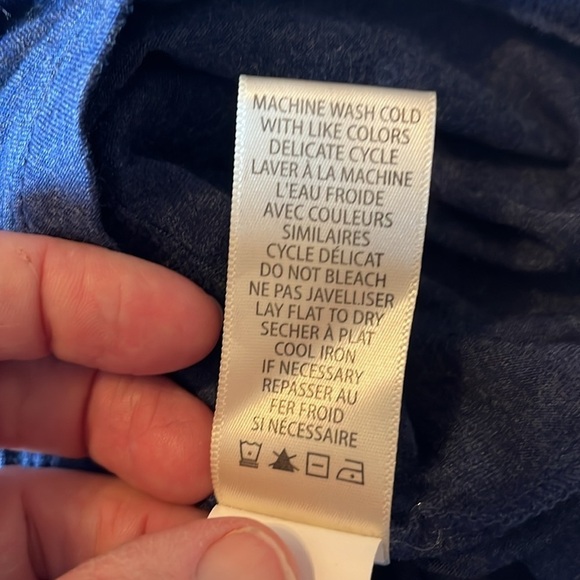 MACHINE WASH COLD
WITH LIKE COLORS
DELICATE CYCLE
LAVER À LA MACHINE
L'EAU FROIDE
AVEC COULEURS
SIMILAIRES
CYCLE DÉLICAT
DO NOT BLEACH
NE PAS JAVELLISER
LAY FLAT TO DRY
SECHER À PLAT
COOL IRON
IF NECESSARY
REPASSER AU
FER FROID
SI NÉCESSAIRE